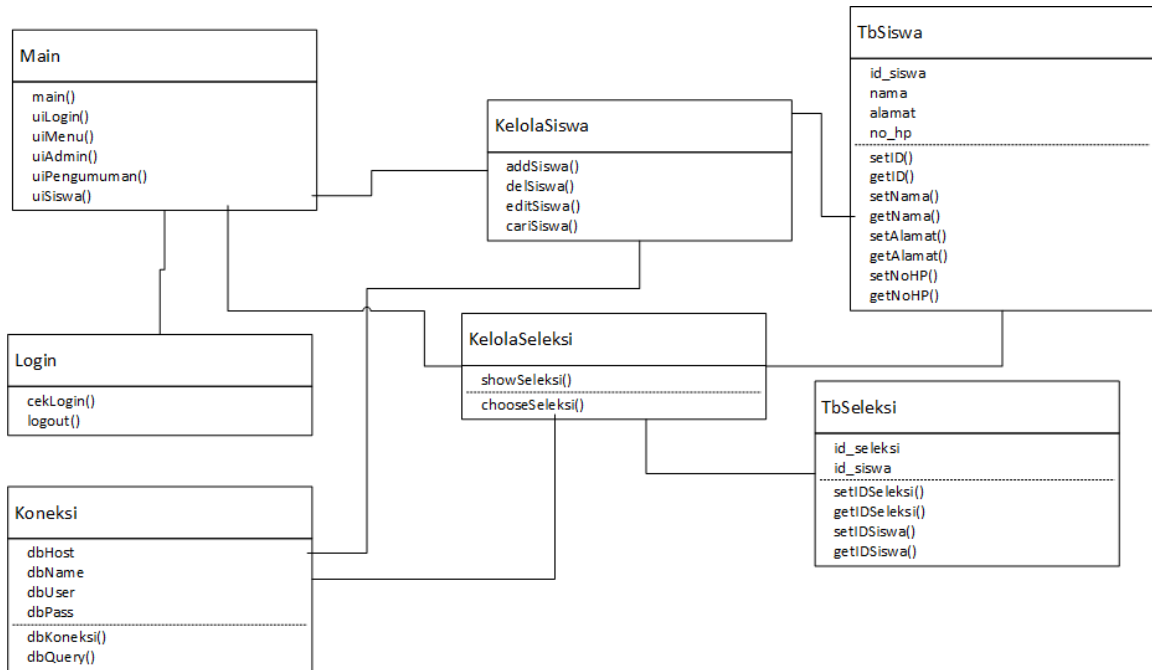 Main
main()
uiLogin()
uiMenu()
uiAdmin()
uiPengumuman()
uiSiswa()
KelolaSiswa
addSiswa()
delSiswa()
editSiswa()
cariSiswa()
TbSiswa
id_siswa
nama
alamat
no_hp
setID()
getID()
setNama()
getNama()
setAlamat()
getAlamat()
setNoHP()
getNoHP()
Login
cekLogin()
logout()
KelolaSeleksi
showSeleksi()
chooseSeleksi()
TbSeleksi
id_seleksi
id_siswa
setIDSeleksi()
getIDSeleksi()
setIDSiswa()
getIDSiswa()
Koneksi
dbHost
dbName
dbUser
dbPass
dbKoneksi()
dbQuery()